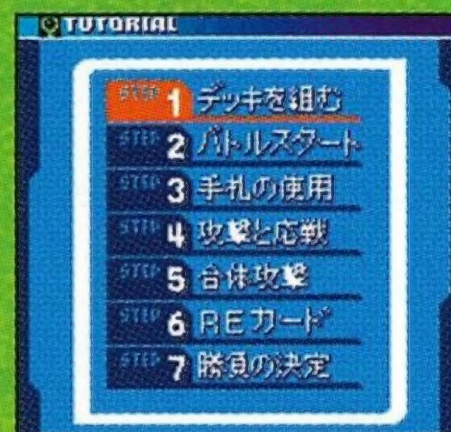 TUTORIAL
STEP 1 デッキを組む
STEP 2 バトルスタート
STEP 3 手札の使用
STEP 4 攻撃と応戦
STEP 5 合体攻撃
STEP 6 REカード
STEP 7 勝負の決定